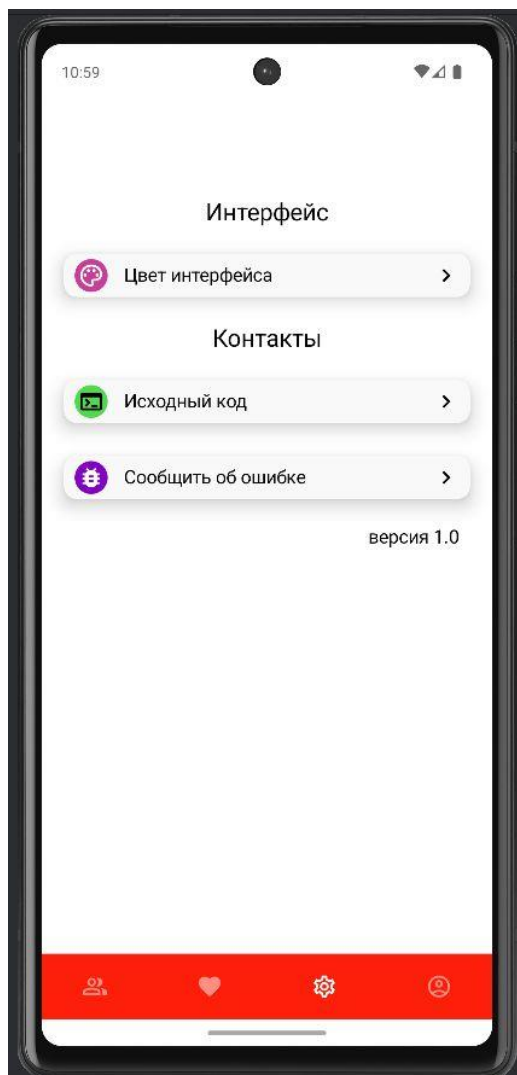 10:59
Интерфейс
Цвет интерфейса
Контакты
Исходный код
Сообщить об ошибке
версия 1.0